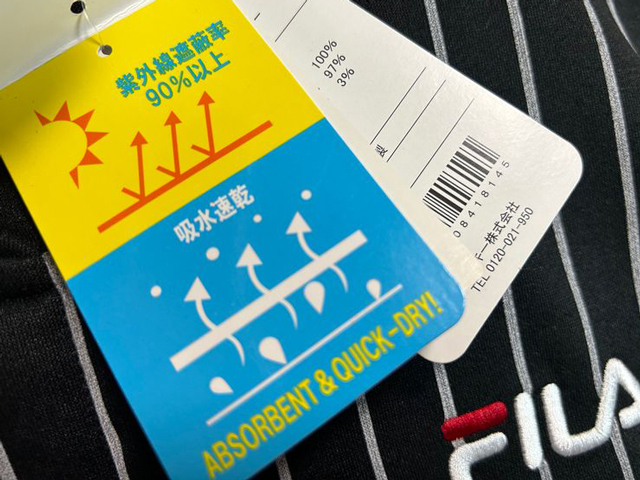 紫外線遮蔽率
90%以上
吸水速乾
ABSORBENT & QUICK-DRY!
100%
97%
3%
製
08418145
ー株式会社
TEL 0120-021-950
FILA